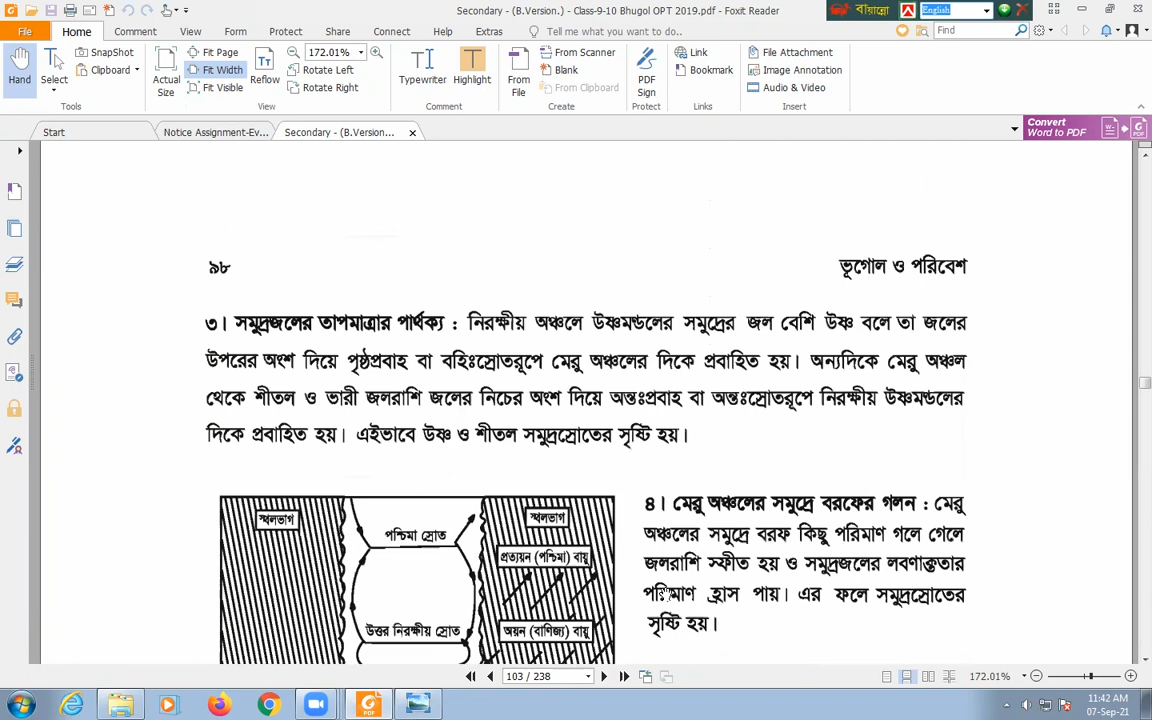 Secondary - (B.Version.) - Class-9-10 Bhugol OPT 2019.pdf - Foxit Reader
বায়ান্নো
English
File
Home
Comment
View
Form
Protect
Share
Connect
Help
Extras
Tell me what you want to do..
Find
Hand
Select
SnapShot
Clipboard
Actual Size
Fit Page
Fit Width
Fit Visible
Reflow
172.01%
Rotate Left
Rotate Right
Typewriter
Highlight
From File
From Scanner
Blank
From Clipboard
PDF Sign
Link
Bookmark
File Attachment
Image Annotation
Audio & Video
Tools
View
Comment
Create
Protect
Links
Insert
Start
Notice Assignment-Ev...
Secondary - (B.Version...
Convert
Word to PDF
৯৮
ভূগোল ও পরিবেশ
৩। সমুদ্রজলের তাপমাত্রার পার্থক্য : নিরক্ষীয় অঞ্চলে উষ্ণমন্ডলের সমুদ্রের জল বেশি উষ্ণ বলে তা জলের
উপরের অংশ দিয়ে পৃষ্ঠপ্রবাহ বা বহিঃস্রোতরূপে মেরু অঞ্চলের দিকে প্রবাহিত হয়। অন্যদিকে মেরু অঞ্চল
থেকে শীতল ও ভারী জলরাশি জলের নিচের অংশ দিয়ে অন্তঃপ্রবাহ বা অন্তঃস্রোতরূপে নিরক্ষীয় উষ্ণমন্ডলের
দিকে প্রবাহিত হয়। এইভাবে উষ্ণ ও শীতল সমুদ্রস্রোতের সৃষ্টি হয়।
স্থলভাগ
পশ্চিমা স্রোত
স্থলভাগ
প্রত্যয়ন (পশ্চিমা) বায়ু
উত্তর নিরক্ষীয় স্রোত
অয়ন (বাণিজ্য) বায়ু
৪। মেরু অঞ্চলের সমুদ্রে বরফের গলন : মেরু
অঞ্চলের সমুদ্রে বরফ কিছু পরিমাণ গলে গেলে
জলরাশি স্ফীত হয় ও সমুদ্রজলের লবণাক্ততার
পরিমাণ হ্রাস পায়। এর ফলে সমুদ্রস্রোতের
সৃষ্টি হয়।
103 / 238
172.01%
11:42 AM
07-Sep-21